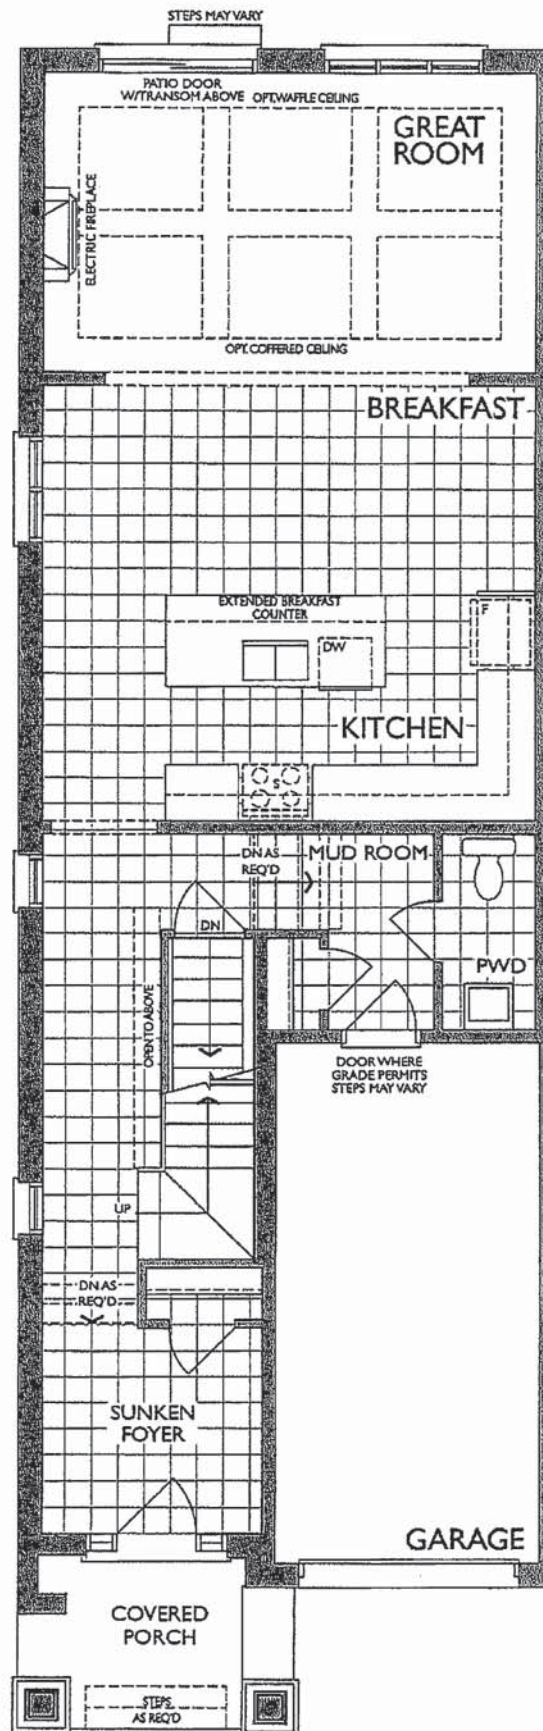 STEPS MAY VARY
PATIO DOOR
W/TRANSOM ABOVE
OPT. WAFFLE CEILING
GREAT
ROOM
ELECTRIC FIREPLACE
OPT. COFFERED CEILING
BREAKFAST
EXTENDED BREAKFAST
COUNTER
F
DW
KITCHEN
S
DN AS
REQ'D
MUD ROOM
DN
PWD
OPEN TO ABOVE
DOOR WHERE
GRADE PERMITS
STEPS MAY VARY
UP
DN AS
REQ'D
SUNKEN
FOYER
GARAGE
COVERED
PORCH
STEPS
AS REQ'D